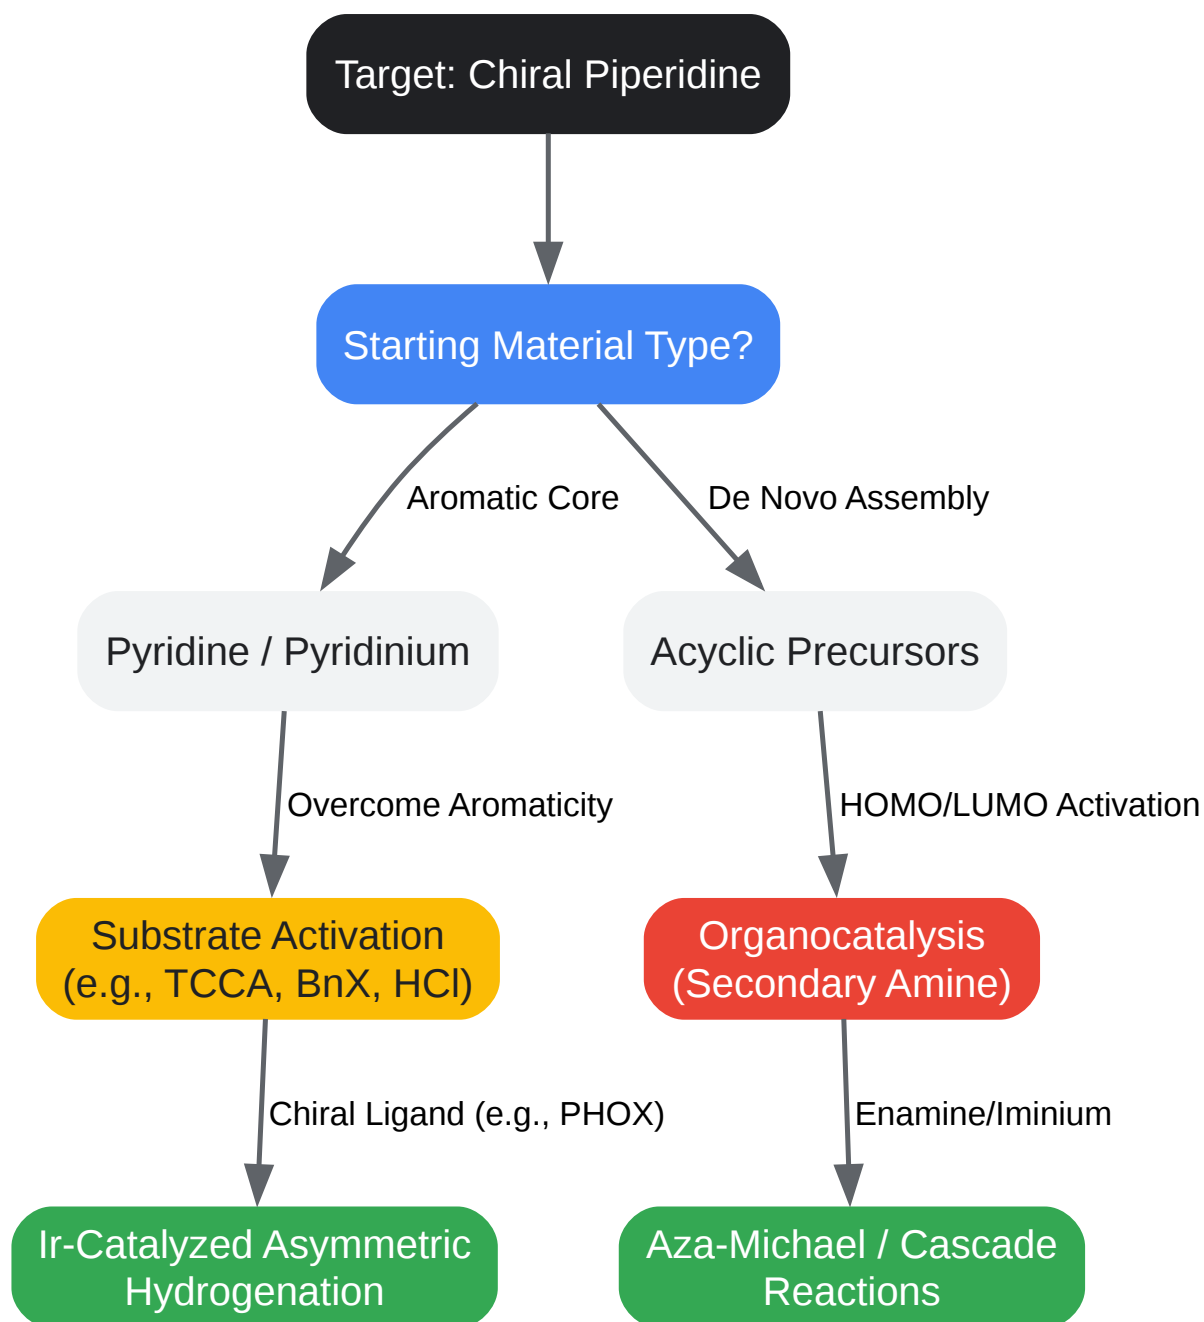 Target: Chiral Piperidine
Starting Material Type?
Aromatic Core
De Novo Assembly
Pyridine / Pyridinium
Acyclic Precursors
Overcome Aromaticity
HOMO/LUMO Activation
Substrate Activation
(e.g., TCCA, BnX, HCl)
Organocatalysis
(Secondary Amine)
Chiral Ligand (e.g., PHOX)
Enamine/Iminium
Ir-Catalyzed Asymmetric
Hydrogenation
Aza-Michael / Cascade
Reactions